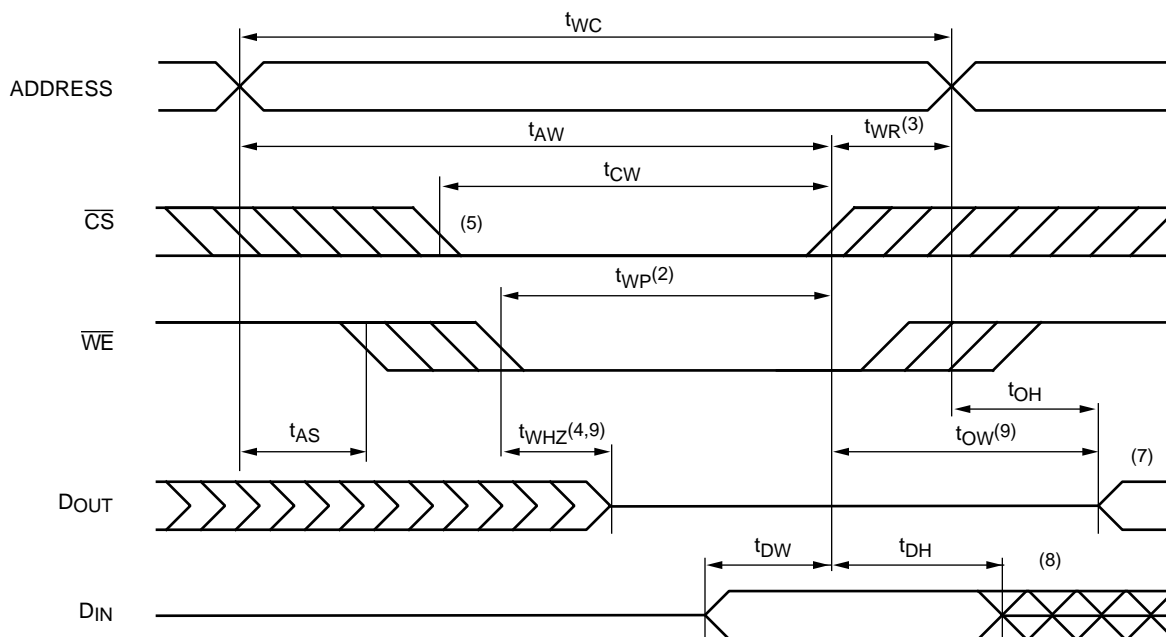 tWC
ADDRESS
tAW
tWR(3)
tCW
CS
(5)
tWP(2)
WE
tOH
tAS
tWHZ(4,9)
tOW(9)
(7)
DOUT
tDW
tDH
(8)
DIN